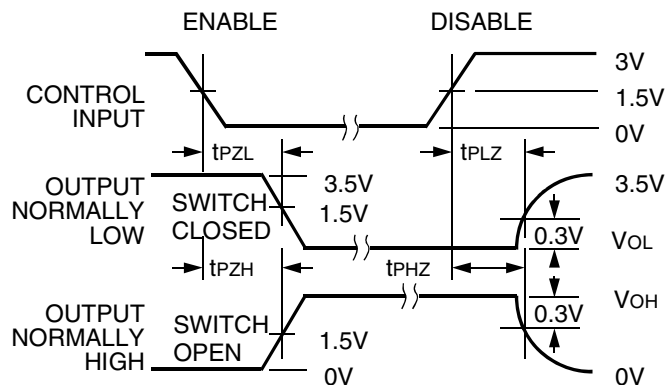 ENABLE
DISABLE
CONTROL
INPUT
3V
1.5V
0V
tPZL
tPLZ
OUTPUT
NORMALLY
LOW
SWITCH
CLOSED
3.5V
1.5V
3.5V
0.3V
VOL
tPZH
tPHZ
OUTPUT
NORMALLY
HIGH
SWITCH
OPEN
1.5V
0V
0.3V
VOH
0V